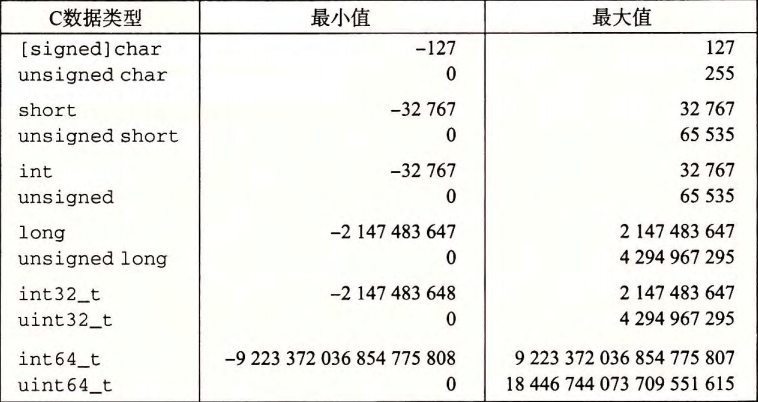 C数据类型 最小值 最大值
[signed]char −127 127
unsigned char 0 255
short −32 767 32 767
unsigned short 0 65 535
int −32 767 32 767
unsigned 0 65 535
long −2 147 483 647 2 147 483 647
unsigned long 0 4 294 967 295
int32_t −2 147 483 648 2 147 483 647
uint32_t 0 4 294 967 295
int64_t −9 223 372 036 854 775 808 9 223 372 036 854 775 807
uint64_t 0 18 446 744 073 709 551 615